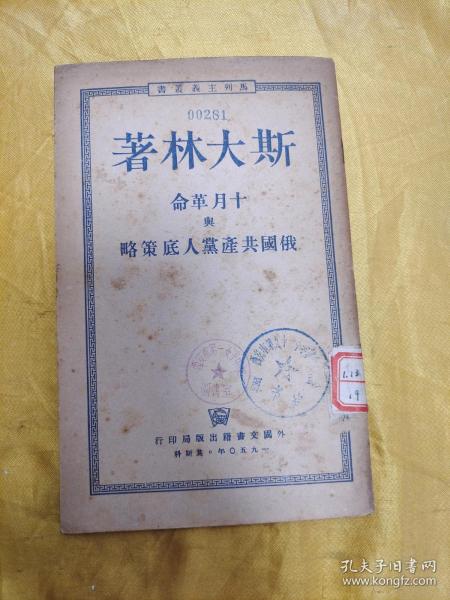 馬列主義叢書
00281
斯大林著
十月革命
與
俄國共產黨人底策略
外國文書籍出版局印行
一九五〇年·莫斯科
孔夫子旧书网
www.kongfz.com